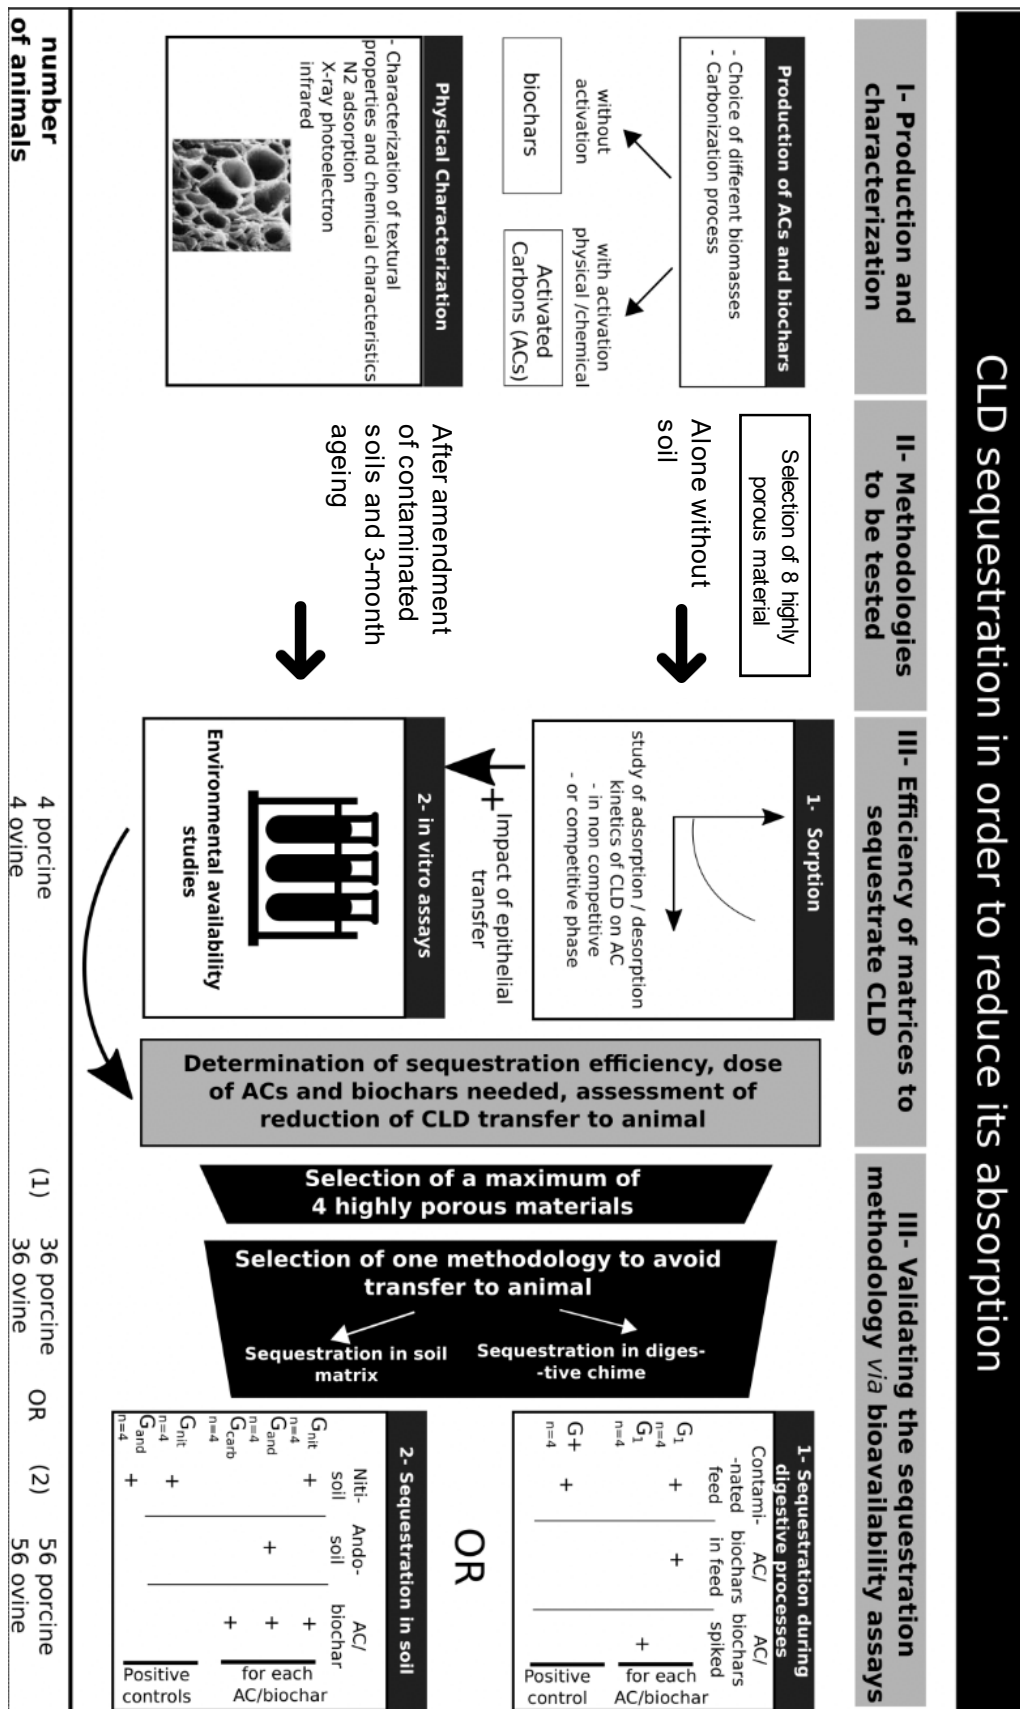 CLD sequestration in order to reduce its absorption
I- Production and
characterization
II- Methodologies
to be tested
III- Efficiency of matrices to
sequestrate CLD
III- Validating the sequestration
methodology via bioavailability assays
Production of ACs and biochars
- Choice of different biomasses
- Carbonization process
without
activation
with activation
physical /chemical
biochars
Activated
Carbons (ACs)
Physical Characterization
- Characterization of textural
properties and chemical characteristics
N2 adsorption
X-ray photoelectron
infrared
Selection of 8 highly
porous material
Alone without
soil
After amendment
of contaminated
soils and 3-month
ageing
1- Sorption
study of adsorption / desorption
kinetics of CLD on AC
- in non competitive
- or competitive phase
+
Impact of epithelial
transfer
2- in vitro assays
Environmental availability
studies
Determination of sequestration efficiency, dose
of ACs and biochars needed, assessment of
reduction of CLD transfer to animal
Selection of a maximum of
4 highly porous materials
Selection of one methodology to avoid
transfer to animal
Sequestration in soil
matrix
Sequestration in diges-
-tive chime
1- Sequestration during
digestive processes
Contami- AC/ AC/
-nated biochars biochars
feed in feed spiked
G1 + +
n=4
G1 +
n=4
G+ +
n=4
for each
AC/biochar
Positive
control
OR
2- Sequestration in soil
Niti- Ando- AC/
soil soil biochar
Gnit + +
n=4
Gand + +
n=4
Gcarb +
n=4
Gnit +
n=4
Gand +
n=4
for each
AC/biochar
Positive
controls
number
of animals
4 porcine
4 ovine
(1) 36 porcine OR (2) 56 porcine
36 ovine 56 ovine